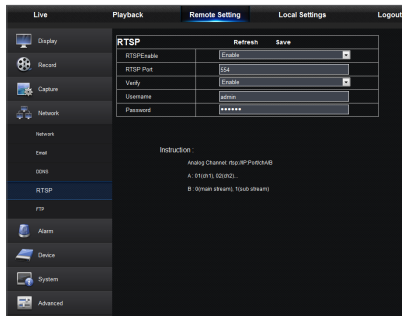 Live Playback Remote Setting Local Settings Logout
Display
Record
Capture
Network
Network
Email
DDNS
RTSP
FTP
Alarm
Device
System
Advanced
RTSP Refresh Save
RTSPEnable Enable
RTSP Port 554
Verify Enable
Username admin
Password ••••••
Instruction :
Analog Channel: rtsp://IP:Port/chA/B
A : 01(ch1), 02(ch2)...
B : 0(main stream), 1(sub stream)